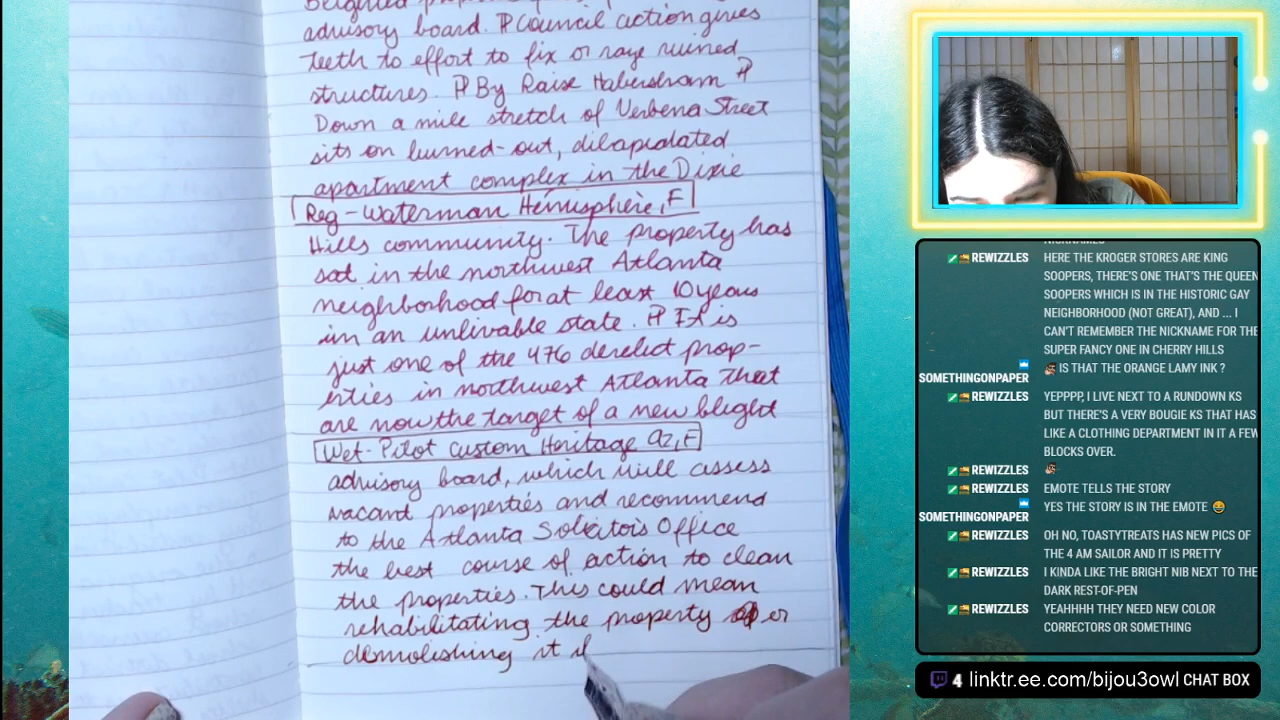 advisory board. ⁋ Council action gives
teeth to effort to fix or raze ruined
structures. ⁋ By Raisa Habersham ⁋
Down a mile stretch of Verbena Street
sits on burned-out, dilapidated
apartment complex in the Dixie
Reg-Waterman Hémisphère, F
Hills community. The property has
sat in the northwest Atlanta
neighborhood for at least 10 years
in an unlivable state. ⁋ It is
just one of the 476 derelict prop-
erties in northwest Atlanta that
are now the target of a new blight
Wet-Pilot Custom Heritage 92, F
advisory board, which will assess
vacant properties and recommend
to the Atlanta Solicitor's Office
the best course of action to clean
the properties. This could mean
rehabilitating the property or
demolishing it
HERE THE KROGER STORES ARE KING
SOOPERS, THERE'S ONE THAT'S THE QUEEN
SOOPERS WHICH IS IN THE HISTORIC GAY
NEIGHBORHOOD (NOT GREAT), AND ... I
CAN'T REMEMBER THE NICKNAME FOR THE
SUPER FANCY ONE IN CHERRY HILLS
REWIZZLES
IS THAT THE ORANGE LAMY INK ?
SOMETHINGONPAPER
REWIZZLES YEPPPP, I LIVE NEXT TO A RUNDOWN KS
BUT THERE'S A VERY BOUGIE KS THAT HAS
LIKE A CLOTHING DEPARTMENT IN IT A FEW
BLOCKS OVER.
REWIZZLES
REWIZZLES EMOTE TELLS THE STORY
YES THE STORY IS IN THE EMOTE
SOMETHINGONPAPER
REWIZZLES OH NO, TOASTYTREATS HAS NEW PICS OF
THE 4 AM SAILOR AND IT IS PRETTY
REWIZZLES I KINDA LIKE THE BRIGHT NIB NEXT TO THE
DARK REST-OF-PEN
REWIZZLES YEAHHHH THEY NEED NEW COLOR
CORRECTORS OR SOMETHING
4 linktr.ee.com/bijou3owl CHAT BOX